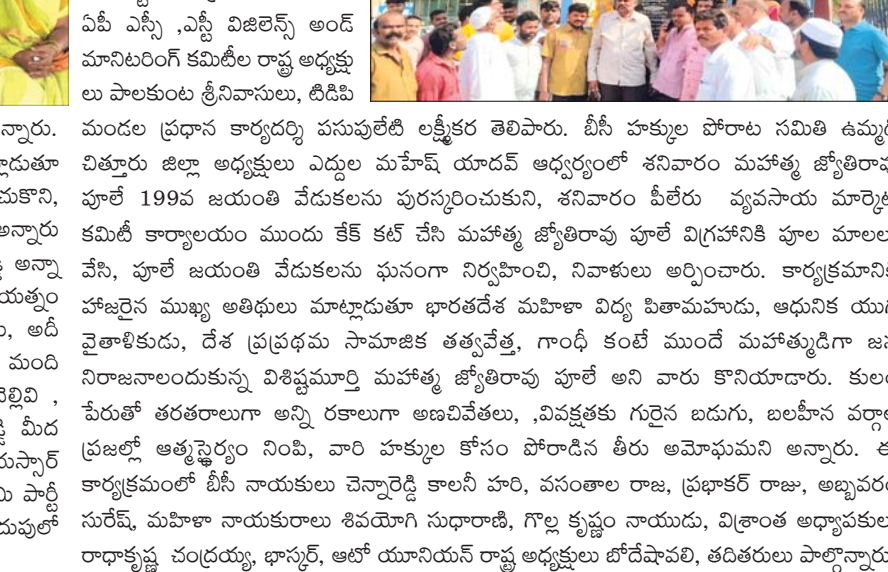 ఏపీ ఎస్సీ ,ఎస్టీ విజిలెన్స్ అండ్
మానిటరింగ్ కమిటీల రాష్ట్ర అధ్యక్షు
లు పాలకుంట శ్రీనివాసులు, టిడిపి
మండల ప్రధాన కార్యదర్శి పసుపులేటి లక్ష్మీకర తెలిపారు. బీసీ హక్కుల పోరాట సమితి
చిత్తూరు జిల్లా అధ్యక్షులు ఎద్దుల మహేష్ యాదవ్ ఆధ్వర్యంలో శనివారం మహాత్మ
పూలే 199వ జయంతి వేడుకలను పురస్కరించుకుని, శనివారం పీలేరు వ్యవసాయ
కమిటీ కార్యాలయం ముందు కేక్ కట్ చేసి మహాత్మ జ్యోతిరావు పూలే విగ్రహానికి పూల
వేసి, పూలే జయంతి వేడుకలను ఘనంగా నిర్వహించి, నివాళులు అర్పించారు.
హాజరైన ముఖ్య అతిథులు మాట్లాడుతూ భారతదేశ మహిళా విద్య పితామహుడు, ఆధునిక
వైతాళికుడు, దేశ ప్రప్రథమ సామాజిక తత్వవేత్త, గాంధీ కంటే ముందే మహాత్ముడిగా
నిరాజనాలందుకున్న విశిష్టమూర్తి మహాత్మ జ్యోతిరావు పూలే అని వారు కొనియాడారు.
పేరుతో తరతరాలుగా అన్ని రకాలుగా అణచివేతలు, ,వివక్షతకు గురైన బడుగు, బలహీన
ప్రజల్లో ఆత్మస్థైర్యం నింపి, వారి హక్కుల కోసం పోరాడిన తీరు అమోఘమని అన్నారు.
కార్యక్రమంలో బీసీ నాయకులు చెన్నారెడ్డి కాలనీ హరి, వసంతాల రాజ, ప్రభాకర్ రాజు,
సురేష్, మహిళా నాయకురాలు శివయోగి సుధారాణి, గొల్ల కృష్ణం నాయుడు, విశ్రాంత
రాధాకృష్ణ చంద్రయ్య, భాస్కర్, ఆటో యూనియన్ రాష్ట్ర అధ్యక్షులు బోదేషావలి, తదితరులు
మంది
మీద
పార్టీ